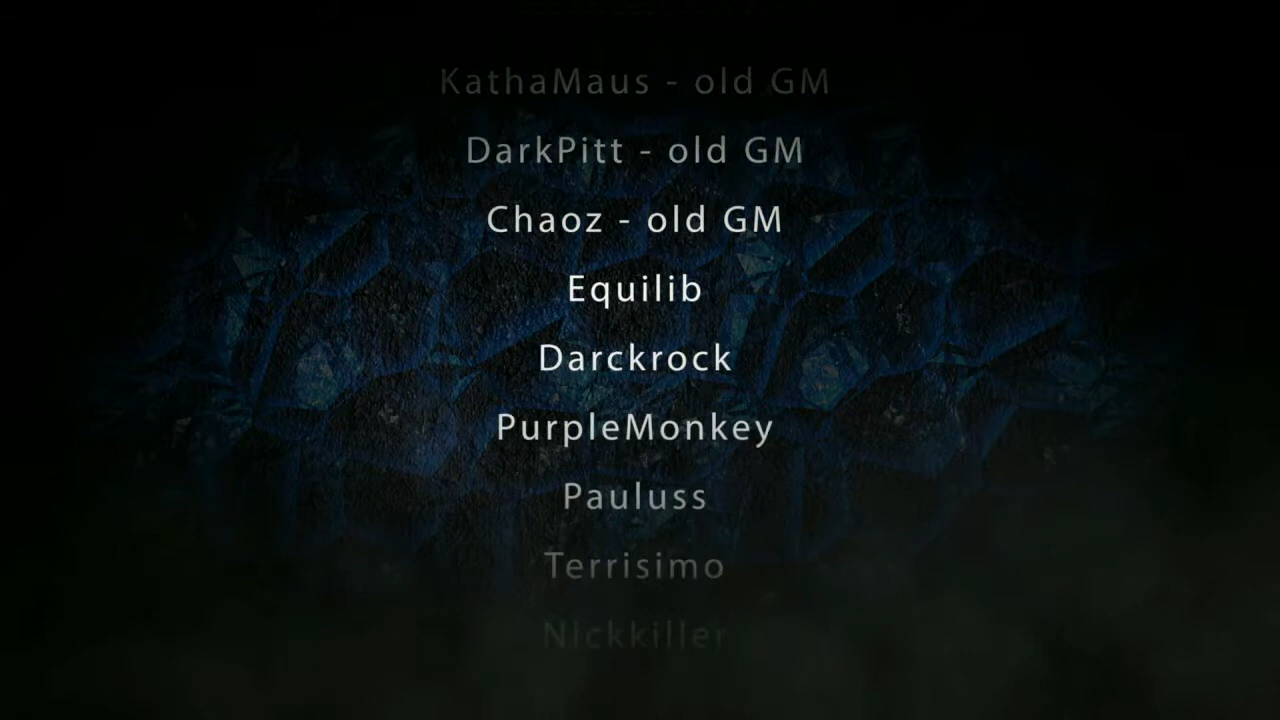 KathaMaus - old GM
DarkPitt - old GM
Chaoz - old GM
Equilib
Darckrock
PurpleMonkey
Pauluss
Terrisimo
Nickkiller